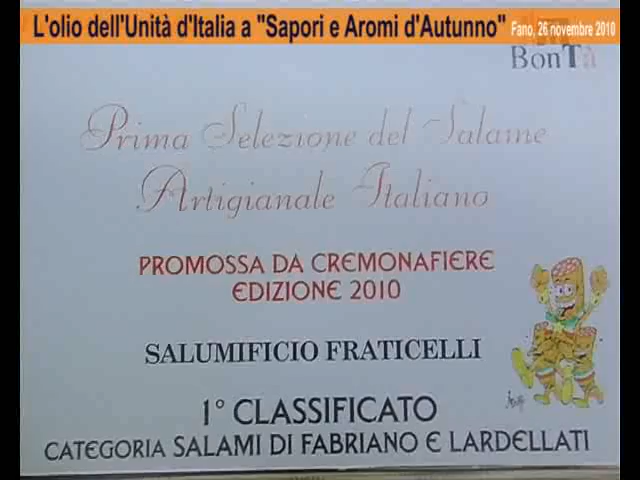 L'olio dell'Unità d'Italia a "Sapori e Aromi d'Autunno" Fano, 26 novembre 2010
BonTà
Prima Selezione del Salame
Artigianale Italiano
PROMOSSA DA CREMONAFIERE
EDIZIONE 2010
SALUMIFICIO FRATICELLI
1° CLASSIFICATO
CATEGORIA SALAMI DI FABRIANO E LARDELLATI